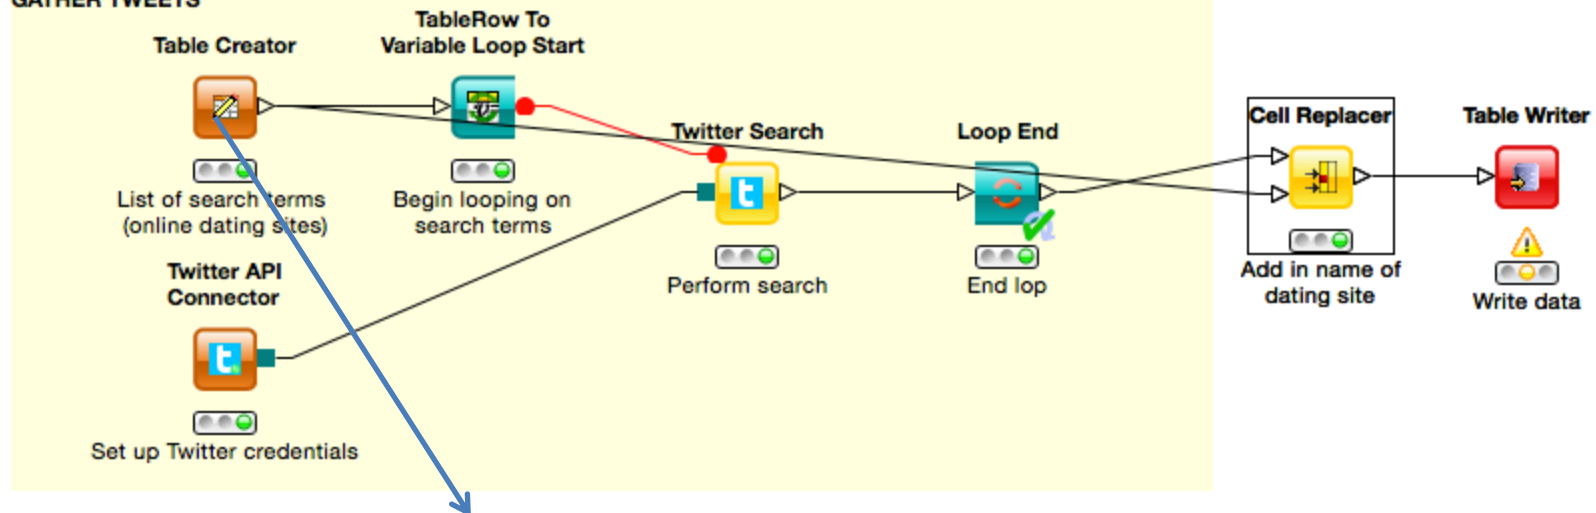 GATHER TWEETS
TableRow To
Variable Loop Start
Table Creator
List of search terms
(online dating sites)
Begin looping on
search terms
Twitter Search
Perform search
Loop End
End lop
Cell Replacer
Add in name of
dating site
Table Writer
Write data
Twitter API
Connector
Set up Twitter credentials